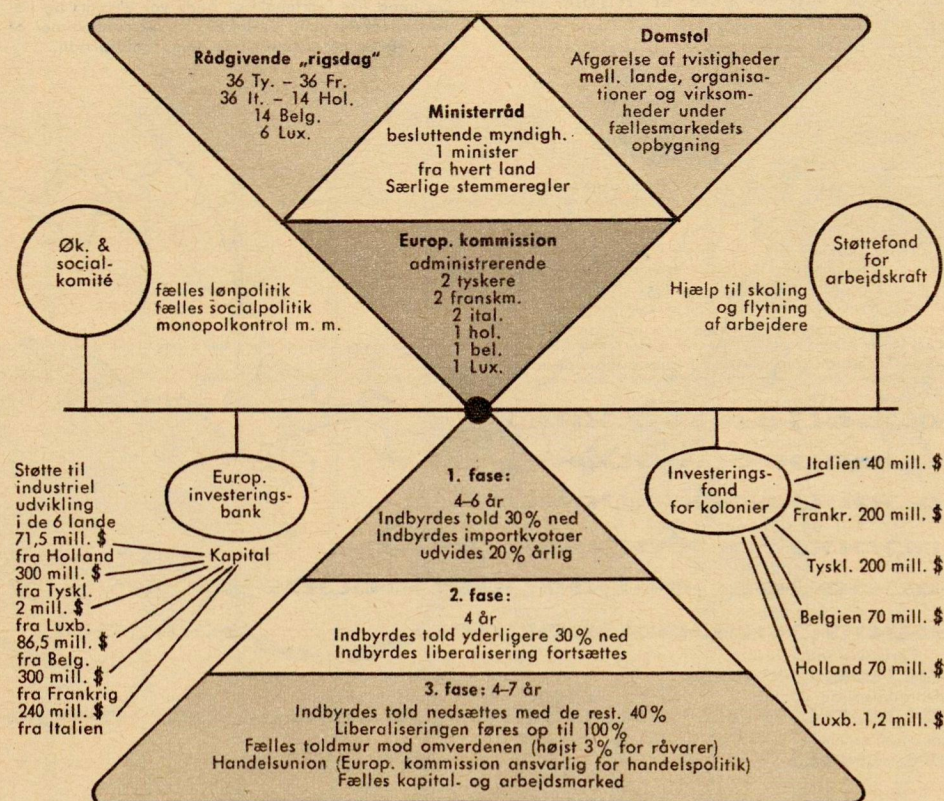 Rådgivende „rigsdag“
36 Ty. – 36 Fr.
36 It. – 14 Hol.
14 Belg.
6 Lux.
Domstol
Afgørelse af tvistigheder
mell. lande, organisa-
tioner og virksom-
heder under
fællesmarkedets
opbygning
Ministerråd
besluttende myndigh.
1 minister
fra hvert land
Særlige stemmeregler
Europ. kommission
administrerende
2 tyskere
2 franskm.
2 ital.
1 hol.
1 bel.
1 Lux.
Øk. &
social-
komité
fælles lønpolitik
fælles socialpolitik
monopolkontrol m. m.
Støttefond
for
arbejdskraft
Hjælp til skoling
og flytning
af arbejdere
Europ.
investerings-
bank
Kapital
Støtte til
industriel
udvikling
i de 6 lande
71,5 mill. $
fra Holland
300 mill. $
fra Tyskl.
2 mill. $
fra Luxb.
86,5 mill. $
fra Belg.
300 mill. $
fra Frankrig
240 mill. $
fra Italien
1. fase:
4–6 år
Indbyrdes told 30% ned
Indbyrdes importkvotaer
udvides 20% årlig
2. fase:
4 år
Indbyrdes told yderligere 30% ned
Indbyrdes liberalisering fortsættes
3. fase: 4–7 år
Indbyrdes told nedsættes med de rest. 40%
Liberaliseringen føres op til 100%
Fælles toldmur mod omverdenen (højst 3% for råvarer)
Handelsunion (Europ. kommission ansvarlig for handelspolitik)
Fælles kapital- og arbejdsmarked
Investerings-
fond
for kolonier
Italien 40 mill. $
Frankr. 200 mill. $
Tyskl. 200 mill. $
Belgien 70 mill. $
Holland 70 mill. $
Luxb. 1,2 mill. $